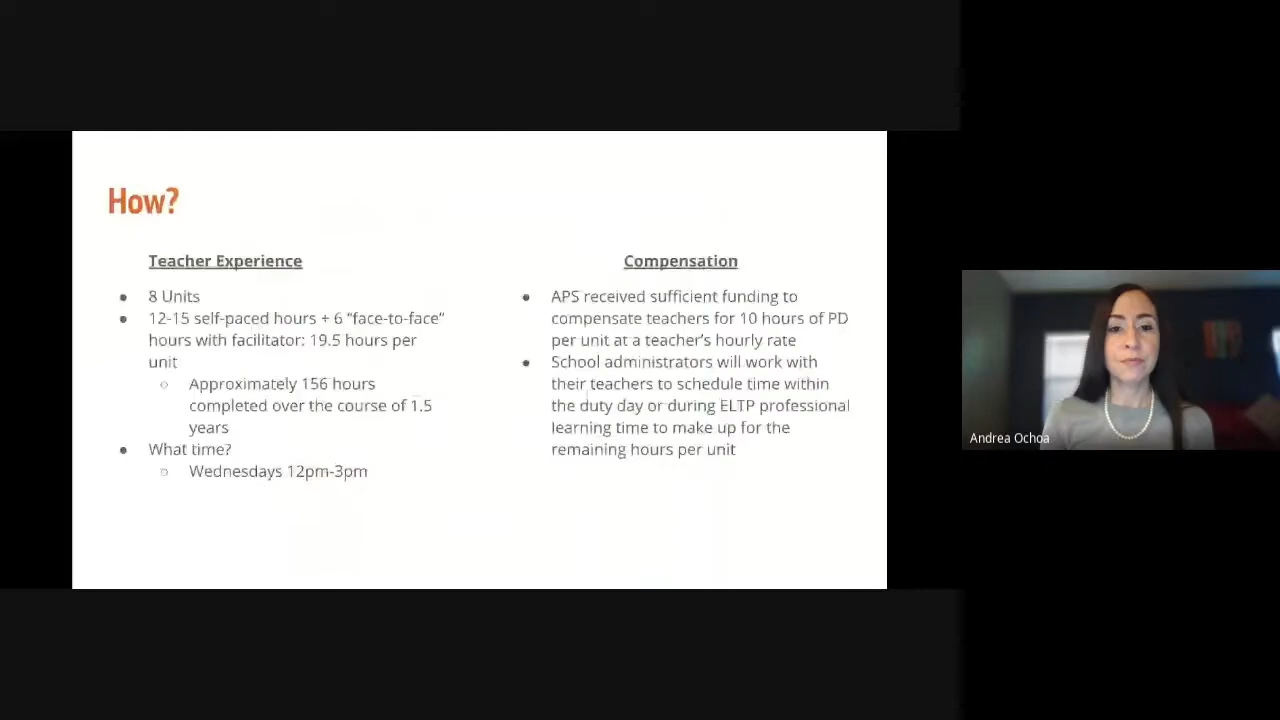 How?
Teacher Experience
● 8 Units
● 12-15 self-paced hours + 6 “face-to-face”
hours with facilitator: 19.5 hours per
unit
○ Approximately 156 hours
completed over the course of 1.5
years
● What time?
○ Wednesdays 12pm-3pm
Compensation
● APS received sufficient funding to
compensate teachers for 10 hours of PD
per unit at a teacher’s hourly rate
● School administrators will work with
their teachers to schedule time within
the duty day or during ELTP professional
learning time to make up for the
remaining hours per unit
Andrea Ochoa